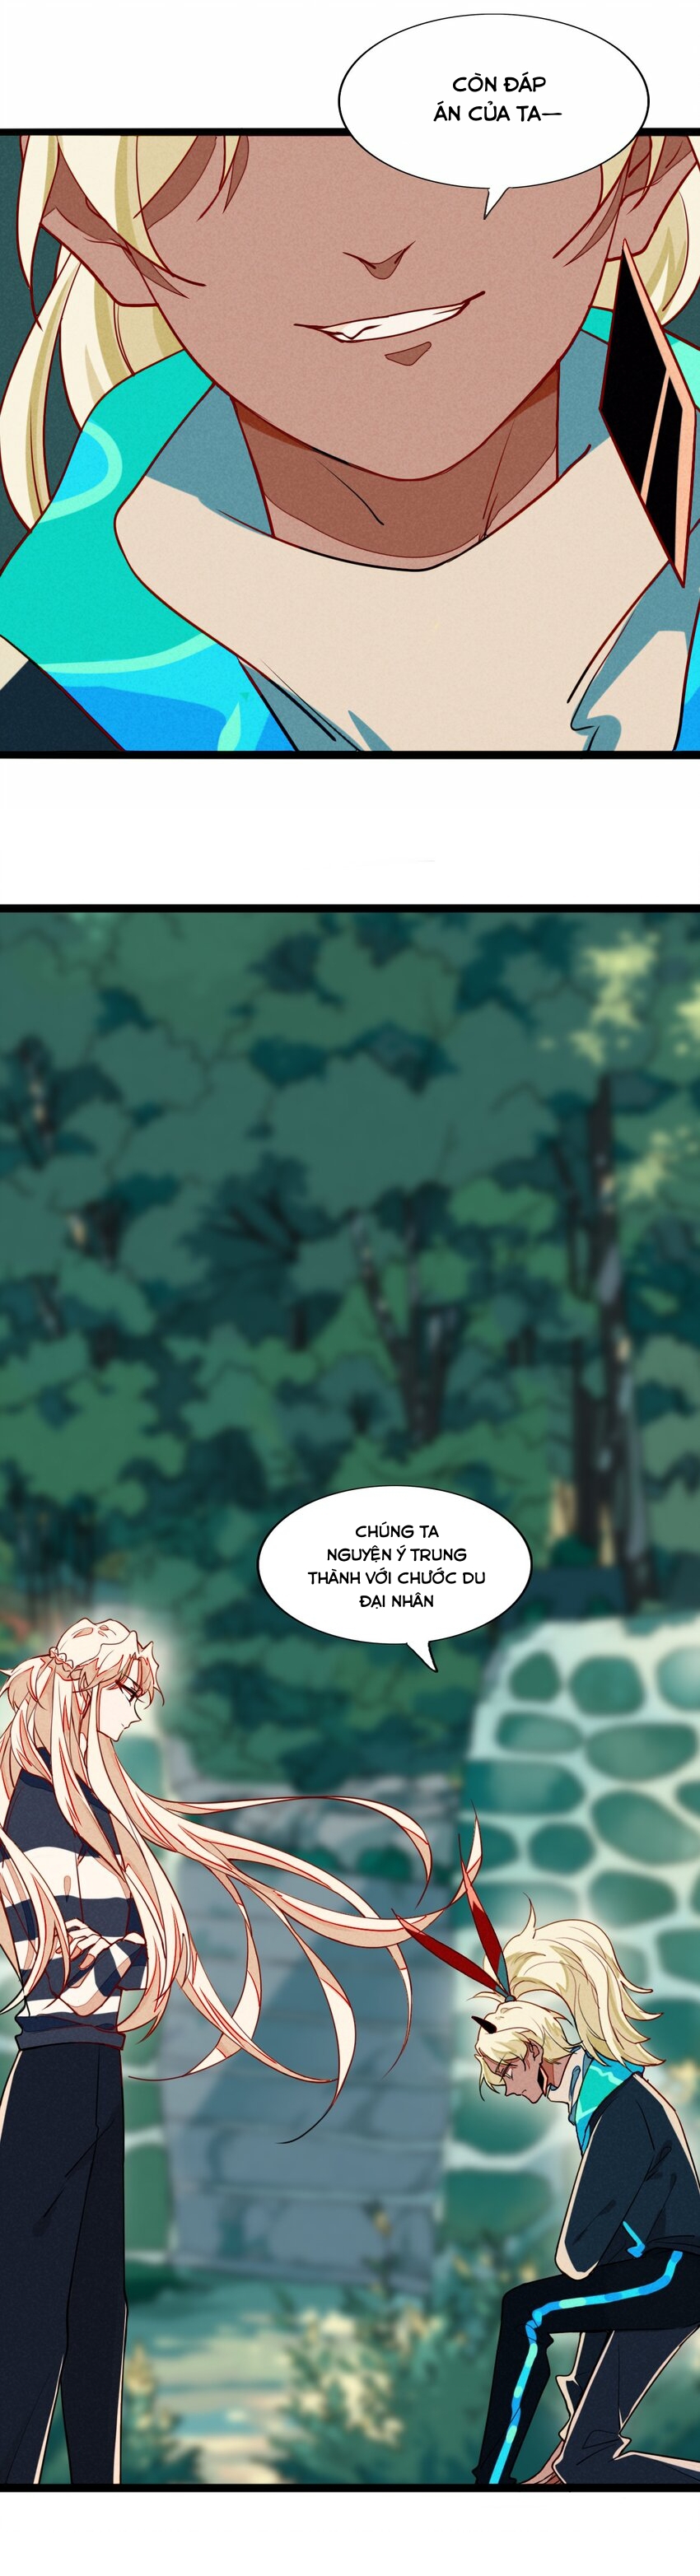 CÒN ĐÁP
ÁN CỦA TA—
CHÚNG TA
NGUYỆN Ý TRUNG
THÀNH VỚI CHƯỚC DU
ĐẠI NHÂN